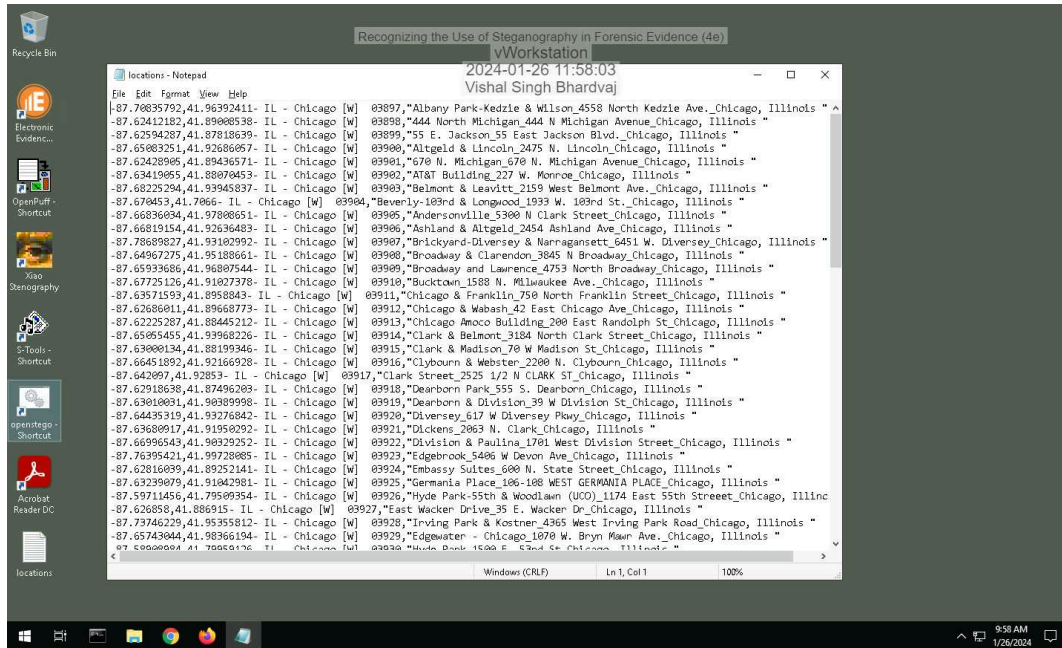 Recycle Bin
Electronic
Evidenc...
OpenPuff -
Shortcut
Xiao
Stenography
S-Tools -
Shortcut
openstego -
Shortcut
Acrobat
Reader DC
locations
Recognizing the Use of Steganography in Forensic Evidence (4e)
vWorkstation
2024-01-26 11:58:03
Vishal Singh Bhardvaj
locations - Notepad
File Edit Format View Help
-87.70835792,41.96392411- IL - Chicago [W] 03897,"Albany Park-Kedzie & Wilson_4558 North Kedzie Ave._Chicago, Illinois "
-87.62412182,41.89008538- IL - Chicago [W] 03898,"444 North Michigan_444 N Michigan Avenue_Chicago, Illinois "
-87.62594287,41.87818639- IL - Chicago [W] 03899,"55 E. Jackson_55 East Jackson Blvd._Chicago, Illinois "
-87.65083251,41.92686057- IL - Chicago [W] 03900,"Altgeld & Lincoln_2475 N. Lincoln_Chicago, Illinois "
-87.62428905,41.89436571- IL - Chicago [W] 03901,"670 N. Michigan_670 N. Michigan Avenue_Chicago, Illinois "
-87.63419055,41.88070453- IL - Chicago [W] 03902,"AT&T Building_227 W. Monroe_Chicago, Illinois "
-87.68225294,41.93945837- IL - Chicago [W] 03903,"Belmont & Leavitt_2159 West Belmont Ave._Chicago, Illinois "
-87.670453,41.7066- IL - Chicago [W] 03904,"Beverly-103rd & Longwood_1933 W. 103rd St._Chicago, Illinois "
-87.66836034,41.97808651- IL - Chicago [W] 03905,"Andersonville_5300 N Clark Street_Chicago, Illinois "
-87.66819154,41.92636483- IL - Chicago [W] 03906,"Ashland & Altgeld_2454 Ashland Ave_Chicago, Illinois "
-87.78689827,41.93102992- IL - Chicago [W] 03907,"Brickyard-Diversey & Narragansett_6451 W. Diversey_Chicago, Illinois "
-87.64967275,41.95188661- IL - Chicago [W] 03908,"Broadway & Clarendon_3845 N Broadway_Chicago, Illinois "
-87.65933686,41.96807544- IL - Chicago [W] 03909,"Broadway and Lawrence_4753 North Broadway_Chicago, Illinois "
-87.67725126,41.91027378- IL - Chicago [W] 03910,"Bucktown_1588 N. Milwaukee Ave._Chicago, Illinois "
-87.63571593,41.8958843- IL - Chicago [W] 03911,"Chicago & Franklin_750 North Franklin Street_Chicago, Illinois "
-87.62686011,41.89668773- IL - Chicago [W] 03912,"Chicago & Wabash_42 East Chicago Ave_Chicago, Illinois "
-87.62225287,41.88445212- IL - Chicago [W] 03913,"Chicago Amoco Building_200 East Randolph St_Chicago, Illinois "
-87.65055455,41.93968226- IL - Chicago [W] 03914,"Clark & Belmont_3184 North Clark Street_Chicago, Illinois "
-87.63000134,41.88199346- IL - Chicago [W] 03915,"Clark & Madison_70 W Madison St_Chicago, Illinois "
-87.66451892,41.92166928- IL - Chicago [W] 03916,"Clybourn & Webster_2200 N. Clybourn_Chicago, Illinois "
-87.642097,41.92853- IL - Chicago [W] 03917,"Clark Street_2525 1/2 N CLARK ST_Chicago, Illinois "
-87.62918638,41.87496203- IL - Chicago [W] 03918,"Dearborn Park_555 S. Dearborn_Chicago, Illinois "
-87.63010031,41.90389998- IL - Chicago [W] 03919,"Dearborn & Division_39 W Division St_Chicago, Illinois "
-87.64435319,41.93276842- IL - Chicago [W] 03920,"Diversey_617 W Diversey Pkwy_Chicago, Illinois "
-87.63680917,41.91950292- IL - Chicago [W] 03921,"Dickens_2063 N. Clark_Chicago, Illinois "
-87.66996543,41.90329252- IL - Chicago [W] 03922,"Division & Paulina_1701 West Division Street_Chicago, Illinois "
-87.76395421,41.99728085- IL - Chicago [W] 03923,"Edgebrook_5406 W Devon Ave_Chicago, Illinois "
-87.62816039,41.89252141- IL - Chicago [W] 03924,"Embassy Suites_600 N. State Street_Chicago, Illinois "
-87.63239079,41.91042981- IL - Chicago [W] 03925,"Germania Place_106-108 WEST GERMANIA PLACE_Chicago, Illinois "
-87.59711456,41.79509354- IL - Chicago [W] 03926,"Hyde Park-55th & Woodlawn (UCO)_1174 East 55th Streeet_Chicago, Illinc
-87.626858,41.886915- IL - Chicago [W] 03927,"East Wacker Drive_35 E. Wacker Dr_Chicago, Illinois "
-87.73746229,41.95355812- IL - Chicago [W] 03928,"Irving Park & Kostner_4365 West Irving Park Road_Chicago, Illinois "
-87.65743044,41.98366194- IL - Chicago [W] 03929,"Edgewater - Chicago_1070 W. Bryn Mawr Ave._Chicago, Illinois "
-87.58908984,41.79959126- IL - Chicago [W] 03930,"Hyde Park_1500 E. 53nd St_Chicago, Illinois "
Windows (CRLF) Ln 1, Col 1 100%
9:58 AM
1/26/2024